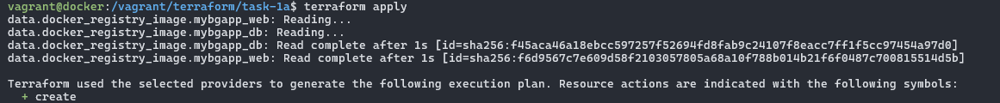 vagrant@docker:/vagrant/terraform/task-1a$ terraform apply
data.docker_registry_image.mybgapp_web: Reading...
data.docker_registry_image.mybgapp_db: Reading...
data.docker_registry_image.mybgapp_db: Read complete after 1s [id=sha256:f45aca46a18ebcc597257f52694fd8fab9c24107f8eacc7ff1f5cc97454a97d0]
data.docker_registry_image.mybgapp_web: Read complete after 1s [id=sha256:f6d9567c7e609d58f2103057805a68a10f788b014b21f6f0487c700815514d5b]
Terraform used the selected providers to generate the following execution plan. Resource actions are indicated with the following symbols:
+ create